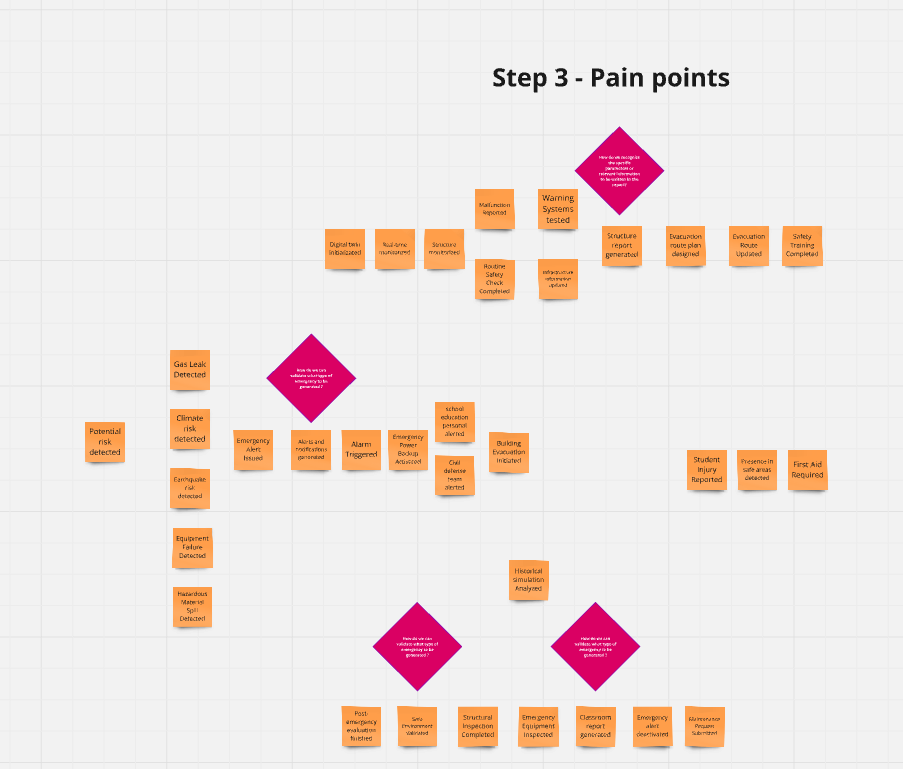 Step 3 - Pain points
How do we recognize
the specific
parameters or
relevant information
to be written in the
report?
Malfunction
Reported
Warning
Systems
tested
Digital twin
initializated
Real-time
monitorized
Structure
monitorized
Structure
report
generated
Evacuation
route plan
designed
Evacuation
Route
Updated
Safety
Training
Completed
Routine
Safety
Check
Completed
Infrastructure
information
updated
Gas Leak
Detected
How do we can
validate what type of
emergency to be
generated ?
Climate
risk
detected
Potential
risk
detected
Emergency
Alert
Issued
Alerts and
notifications
generated
Alarm
Triggered
Emergency
Power
Backup
Activated
School
education
personal
alerted
Civil
defense
team
alerted
Building
Evacuation
Initiated
Student
Injury
Reported
Presence in
safe areas
detected
First Aid
Required
Earthquake
risk
detected
Equipment
Failure
Detected
Hazardous
Material
Spill
Detected
Historical
simulation
Analyzed
How do we can
validate what type of
emergency to be
generated ?
How do we can
validate what type of
emergency to be
generated ?
Post-
emergency
evaluation
finished
Safe
Environment
Validated
Structural
Inspection
Completed
Emergency
Equipment
Inspected
Classroom
report
generated
Emergency
alert
deactivated
Maintenance
Request
Submitted